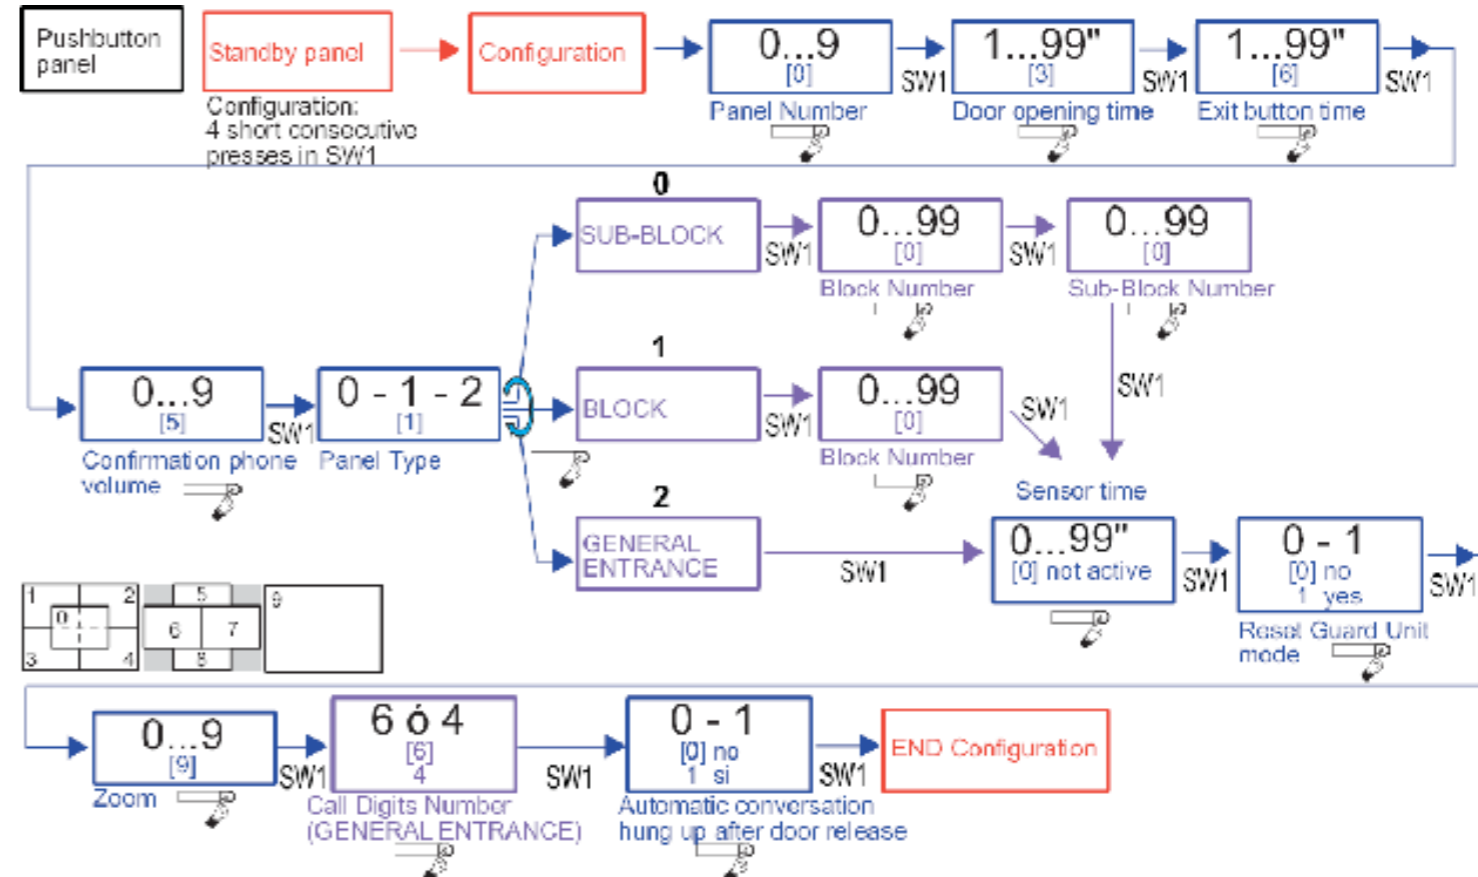 Pushbutton
panel
Standby panel
Configuration
Configuration:
4 short consecutive
presses in SW1
0...9
[0]
Panel Number
SW1
1...99"
[3]
Door opening time
SW1
1...99"
[6]
Exit button time
SW1
0...9
[5]
Confirmation phone
volume
SW1
0 - 1 - 2
[1]
Panel Type
0
SUB-BLOCK
SW1
0...99
[0]
Block Number
SW1
0...99
[0]
Sub-Block Number
SW1
1
BLOCK
SW1
0...99
[0]
Block Number
SW1
2
GENERAL
ENTRANCE
SW1
Sensor time
0...99"
[0] not active
SW1
0 - 1
[0] no
1 yes
Reset Guard Unit
mode
SW1
1 2
0
3 4
5
6 7
8
9
0...9
[9]
Zoom
SW1
6 ó 4
[6]
4
Call Digits Number
(GENERAL ENTRANCE)
SW1
0 - 1
[0] no
1 si
Automatic conversation
hung up after door release
SW1
END Configuration